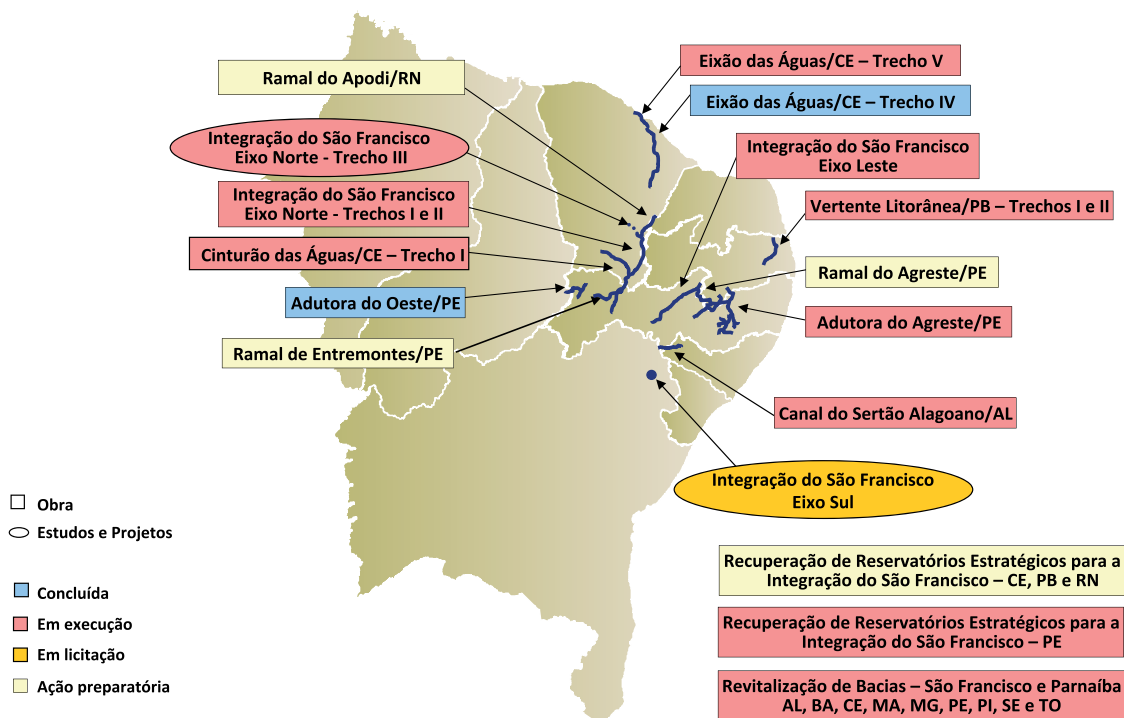 Ramal do Apodi/RN
Integração do São Francisco
Eixo Norte - Trecho III
Integração do São Francisco
Eixo Norte - Trechos I e II
Cinturão das Águas/CE – Trecho I
Adutora do Oeste/PE
Ramal de Entremontes/PE
Eixão das Águas/CE – Trecho V
Eixão das Águas/CE – Trecho IV
Integração do São Francisco
Eixo Leste
Vertente Litorânea/PB – Trechos I e II
Ramal do Agreste/PE
Adutora do Agreste/PE
Canal do Sertão Alagoano/AL
Integração do São Francisco
Eixo Sul
Obra
Estudos e Projetos
Concluída
Em execução
Em licitação
Ação preparatória
Recuperação de Reservatórios Estratégicos para a
Integração do São Francisco – CE, PB e RN
Recuperação de Reservatórios Estratégicos para a
Integração do São Francisco – PE
Revitalização de Bacias – São Francisco e Parnaíba
AL, BA, CE, MA, MG, PE, PI, SE e TO